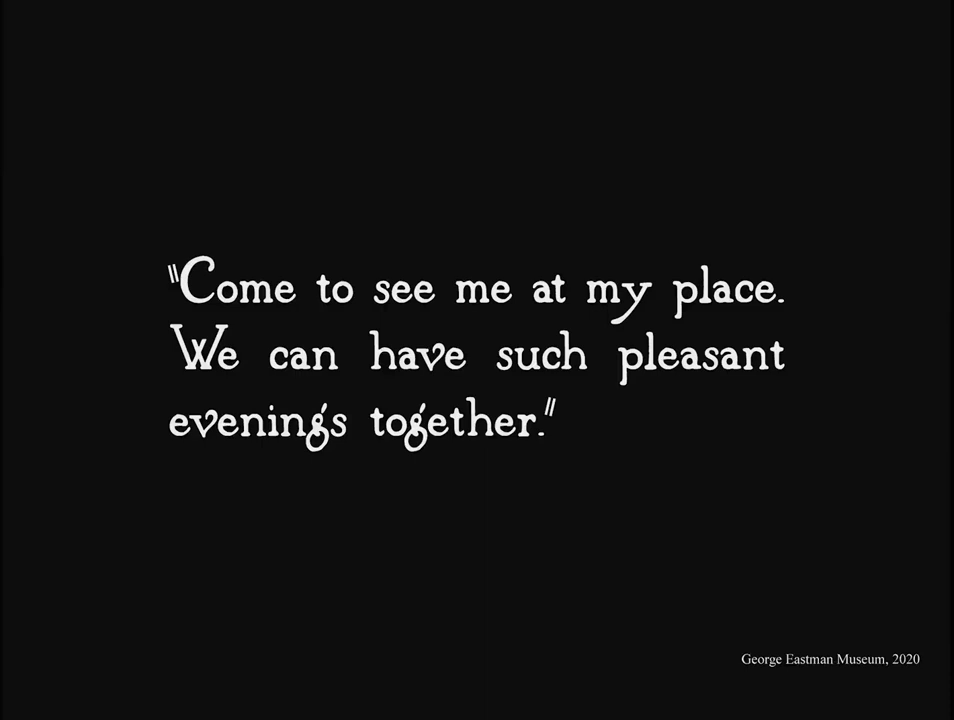 "Come to see me at my place.
We can have such pleasant
evenings together."
George Eastman Museum, 2020